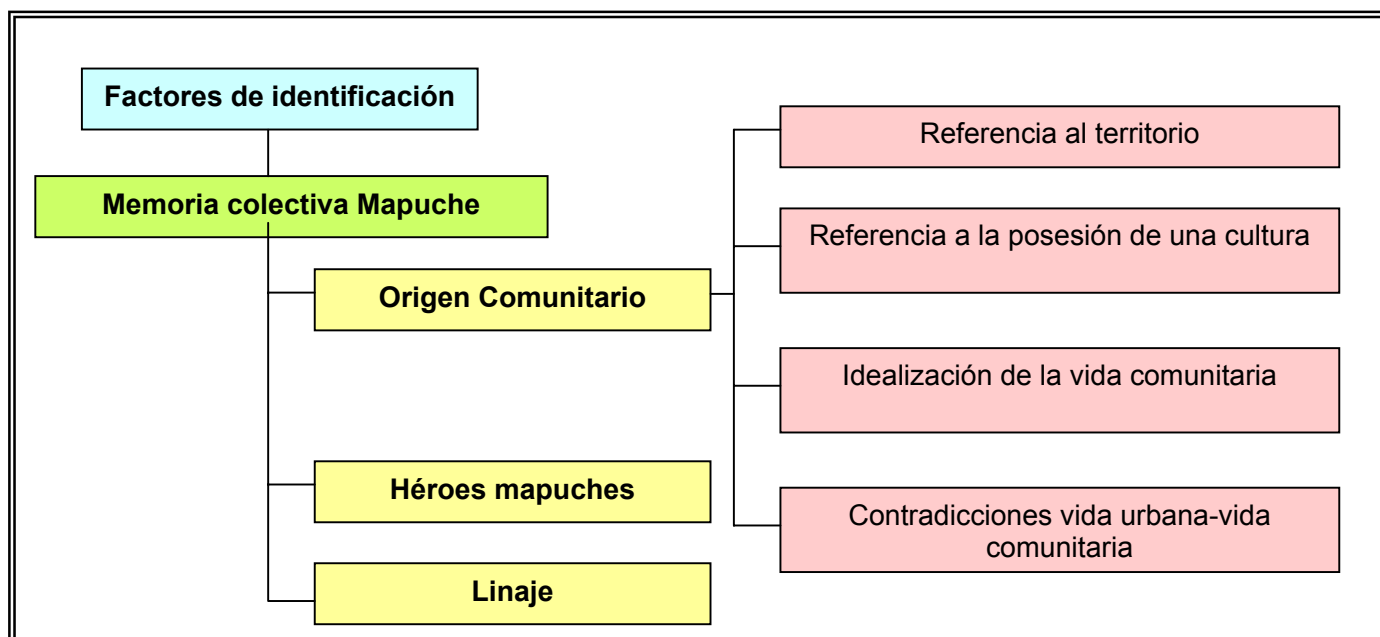 Factores de identificación
Memoria colectiva Mapuche
Origen Comunitario
Héroes mapuches
Linaje
Referencia al territorio
Referencia a la posesión de una cultura
Idealización de la vida comunitaria
Contradicciones vida urbana-vida
comunitaria